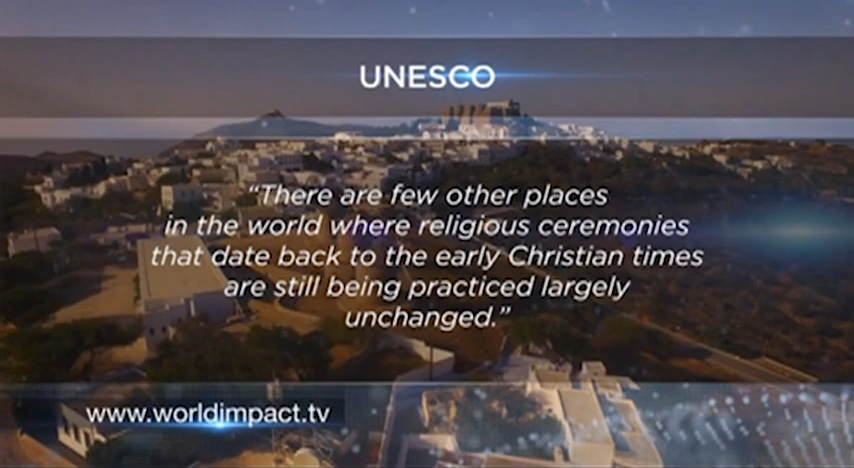 UNESCO
“There are few other places
in the world where religious ceremonies
that date back to the early Christian times
are still being practiced largely
unchanged.”
www.worldimpact.tv